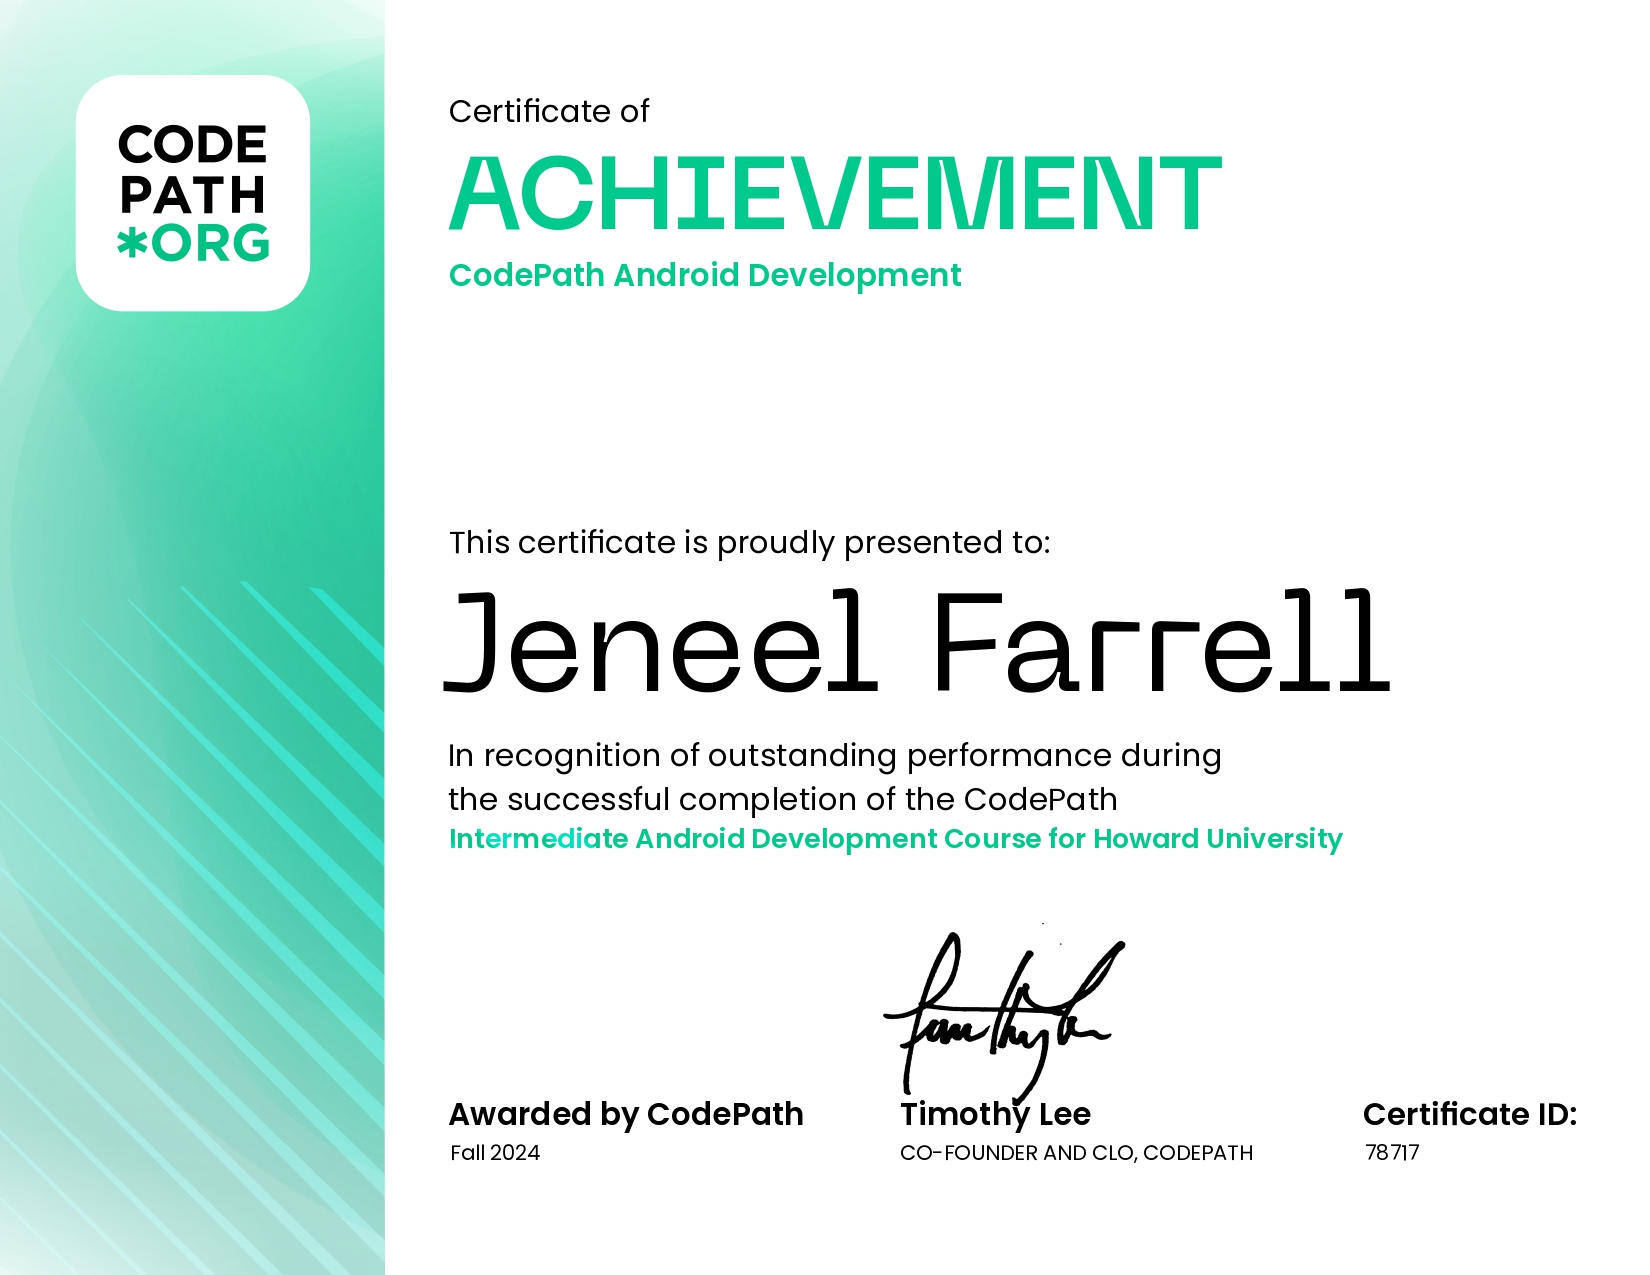 CODE
PATH
*ORG
Certificate of
ACHIEVEMENT
CodePath Android Development
This certificate is proudly presented to:
Jeneel Farrell
In recognition of outstanding performance during
the successful completion of the CodePath
Intermediate Android Development Course for Howard University
Awarded by CodePath
Fall 2024
Timothy Lee
CO-FOUNDER AND CLO, CODEPATH
Certificate ID:
78717